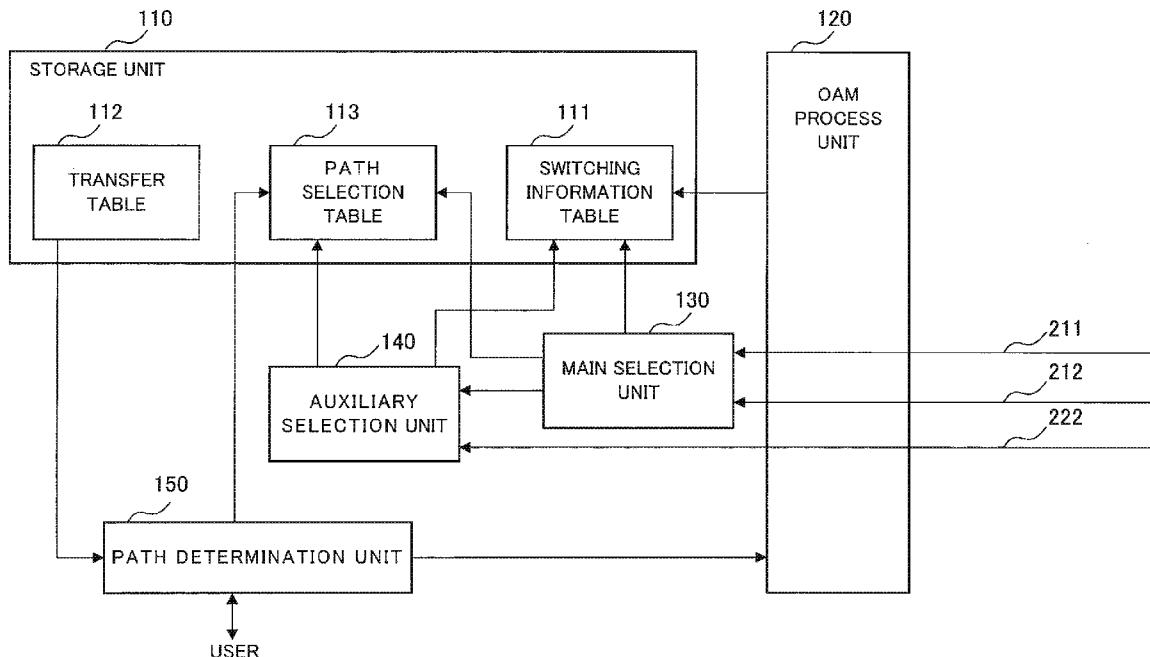 110
120
STORAGE UNIT
OAM
PROCESS
UNIT
112
113
111
TRANSFER
TABLE
PATH
SELECTION
TABLE
SWITCHING
INFORMATION
TABLE
130
140
211
MAIN SELECTION
UNIT
212
AUXILIARY
SELECTION UNIT
222
150
PATH DETERMINATION UNIT
USER